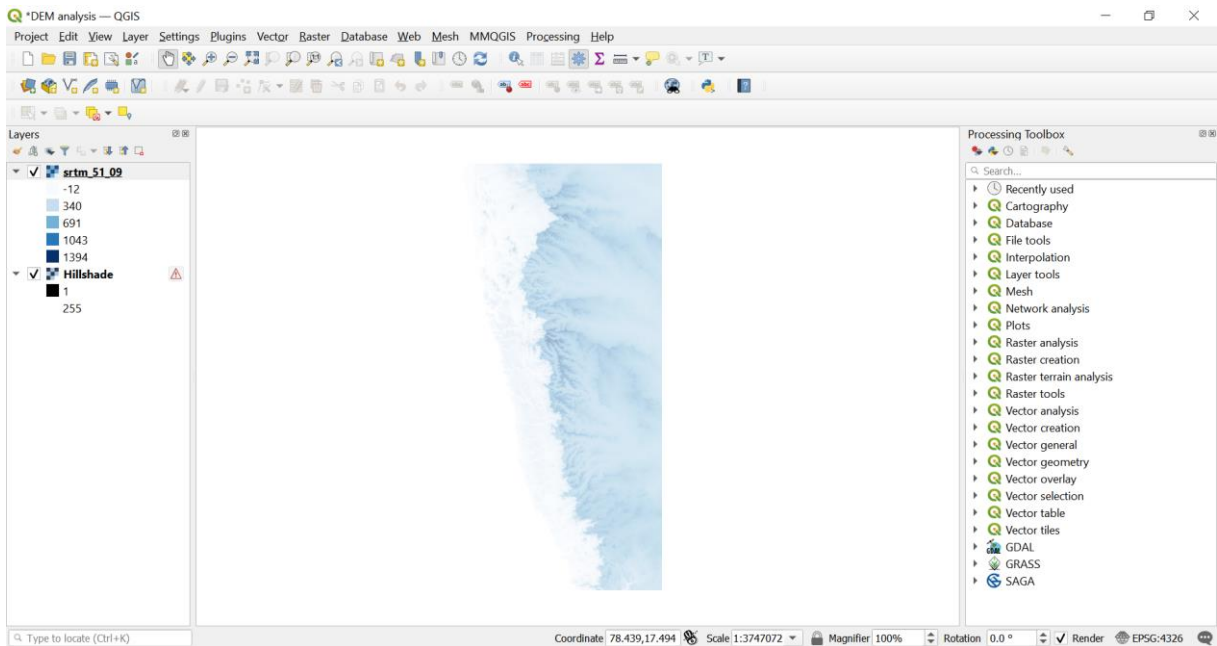 *DEM analysis — QGIS
Project Edit View Layer Settings Plugins Vector Raster Database Web Mesh MMQGIS Processing Help
Layers
srtm_51_09
-12
340
691
1043
1394
Hillshade
1
255
Processing Toolbox
Search...
Recently used
Cartography
Database
File tools
Interpolation
Layer tools
Mesh
Network analysis
Plots
Raster analysis
Raster creation
Raster terrain analysis
Raster tools
Vector analysis
Vector creation
Vector general
Vector geometry
Vector overlay
Vector selection
Vector table
Vector tiles
GDAL
GRASS
SAGA
Type to locate (Ctrl+K) Coordinate 78.439,17.494 Scale 1:3747072 Magnifier 100% Rotation 0.0 ° Render EPSG:4326